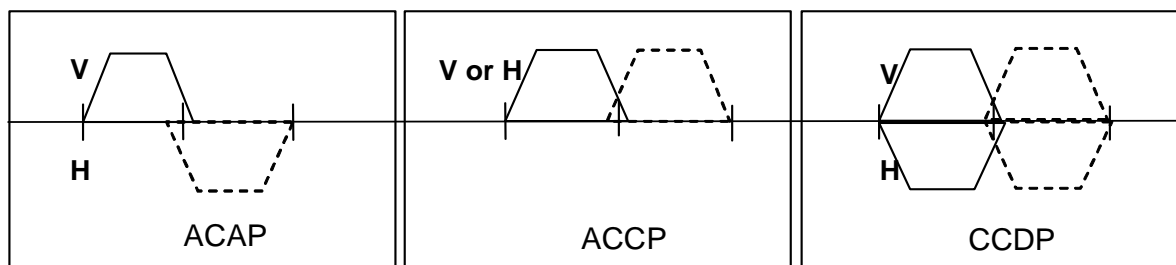 V
H
ACAP
V or H
ACCP
V
H
CCDP